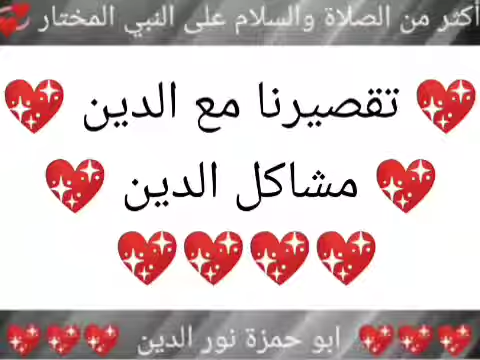 أكثر من الصلاة والسلام على النبي المختار 💞
💖 تقصيرنا مع الدين 💖
💖 مشاكل الدين 💖
💖💖💖💖
💖💖💖 ابو حمزة نور الدين 💖💖💖